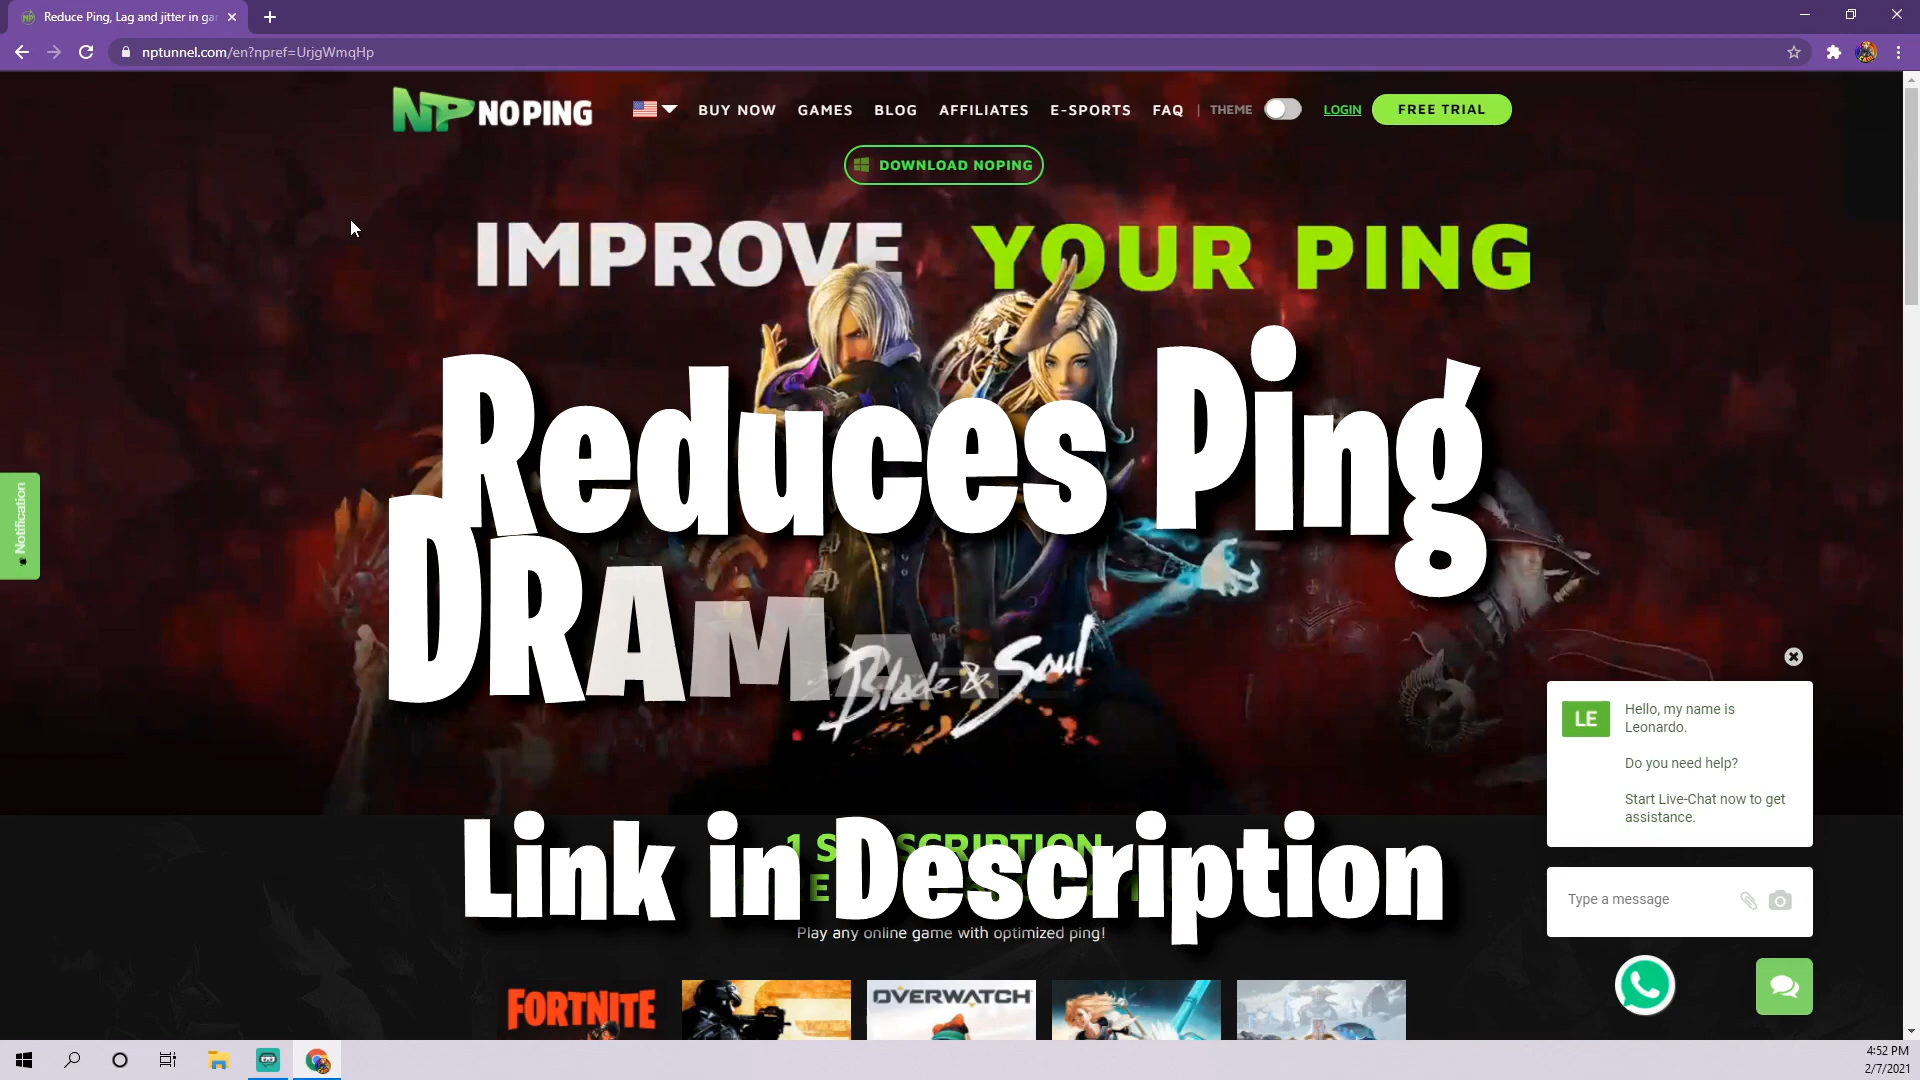 Reduce Ping, Lag and jitter in ga
nptunnel.com/en?npref=UrjgWmqHp
NP NOPING
BUY NOW GAMES BLOG AFFILIATES E-SPORTS FAQ | THEME LOGIN FREE TRIAL
DOWNLOAD NOPING
IMPROVE YOUR PING
Reduces Ping
DRAMA
Blade & Soul
Notification
LE
Hello, my name is
Leonardo.
Do you need help?
Start Live-Chat now to get
assistance.
Link in Description
Play any online game with optimized ping!
Type a message
FORTNITE
OVERWATCH
4:52 PM
2/7/2021